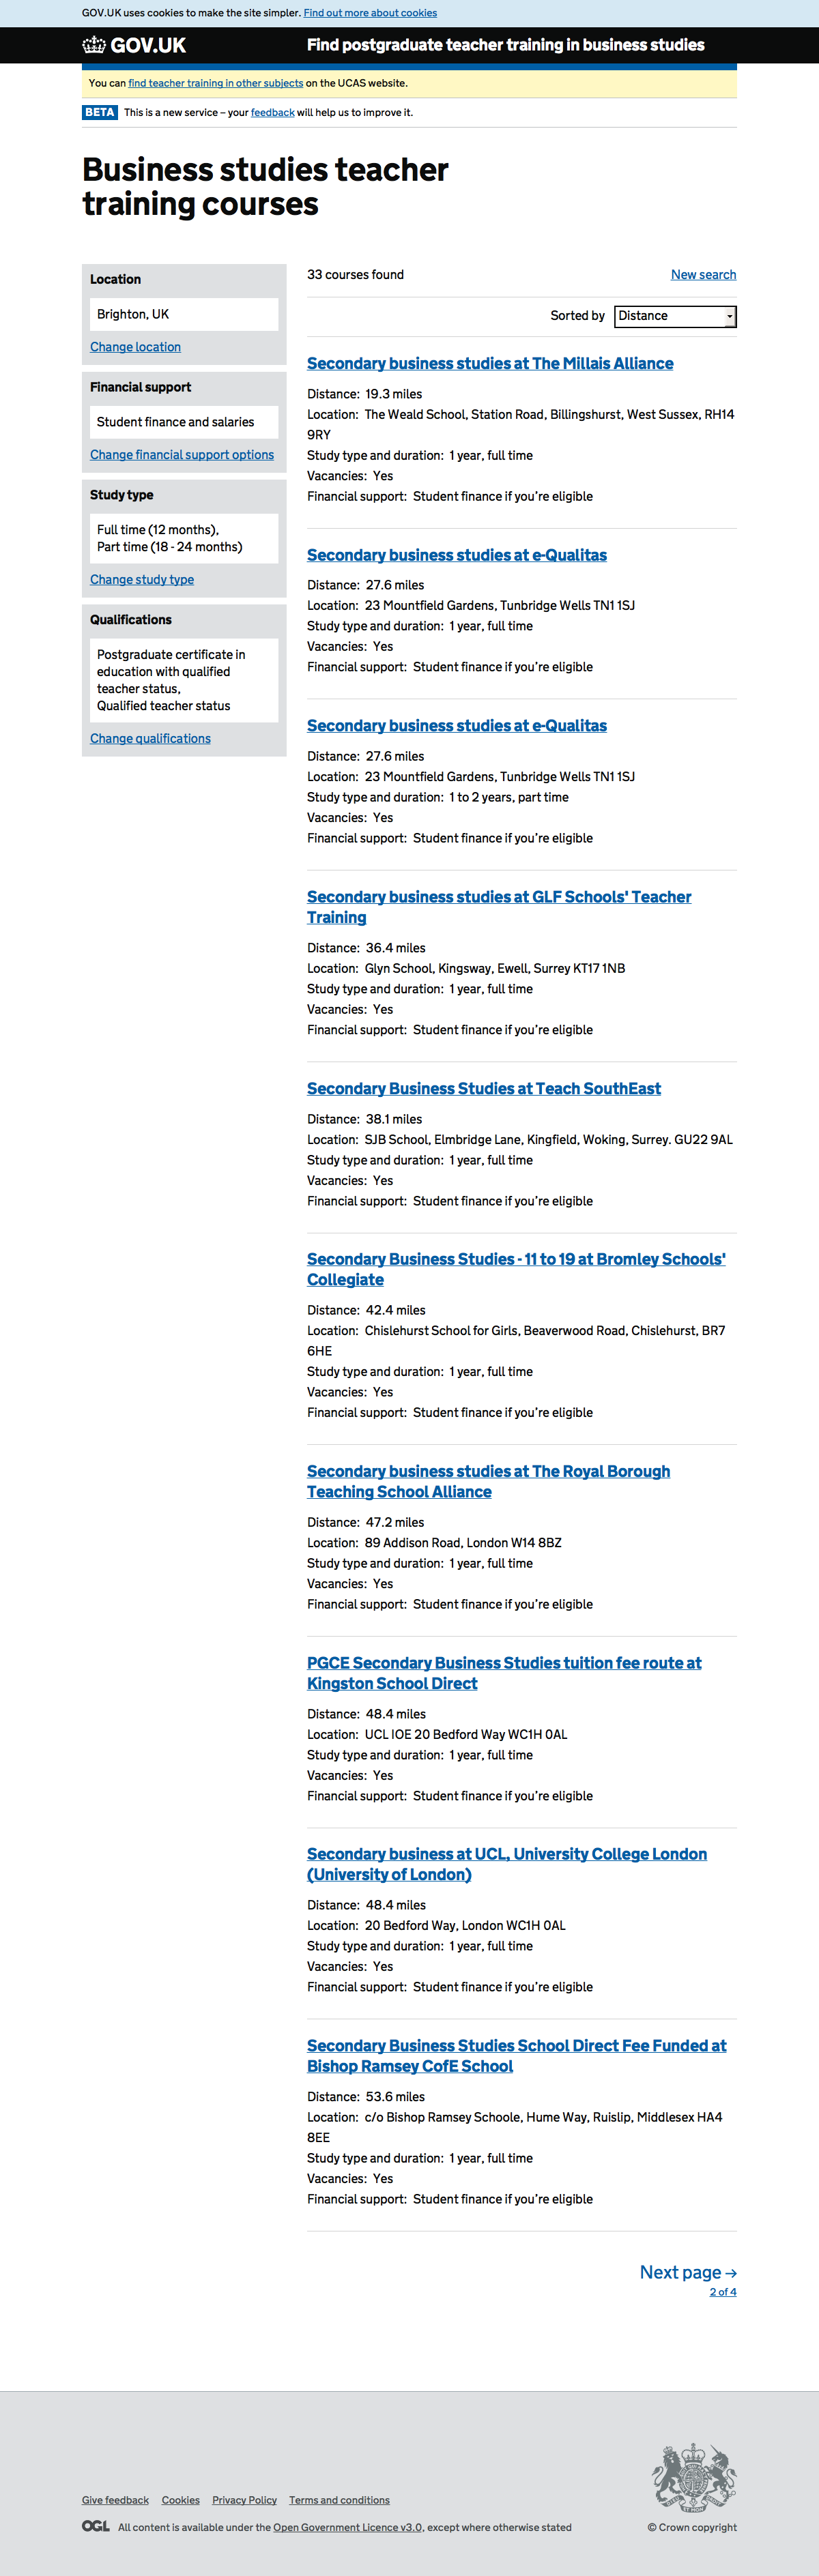 GOV.UK uses cookies to make the site simpler. Find out more about cookies
GOV.UK
Find postgraduate teacher training in business studies
You can find teacher training in other subjects on the UCAS website.
BETA This is a new service – your feedback will help us to improve it.
Business studies teacher
training courses
Location
Brighton, UK
Change location
Financial support
Student finance and salaries
Change financial support options
Study type
Full time (12 months),
Part time (18 - 24 months)
Change study type
Qualifications
Postgraduate certificate in
education with qualified
teacher status,
Qualified teacher status
Change qualifications
33 courses found
New search
Sorted by Distance
Secondary business studies at The Millais Alliance
Distance: 19.3 miles
Location: The Weald School, Station Road, Billingshurst, West Sussex, RH14
9RY
Study type and duration: 1 year, full time
Vacancies: Yes
Financial support: Student finance if you’re eligible
Secondary business studies at e-Qualitas
Distance: 27.6 miles
Location: 23 Mountfield Gardens, Tunbridge Wells TN1 1SJ
Study type and duration: 1 year, full time
Vacancies: Yes
Financial support: Student finance if you’re eligible
Secondary business studies at e-Qualitas
Distance: 27.6 miles
Location: 23 Mountfield Gardens, Tunbridge Wells TN1 1SJ
Study type and duration: 1 to 2 years, part time
Vacancies: Yes
Financial support: Student finance if you’re eligible
Secondary business studies at GLF Schools' Teacher
Training
Distance: 36.4 miles
Location: Glyn School, Kingsway, Ewell, Surrey KT17 1NB
Study type and duration: 1 year, full time
Vacancies: Yes
Financial support: Student finance if you’re eligible
Secondary Business Studies at Teach SouthEast
Distance: 38.1 miles
Location: SJB School, Elmbridge Lane, Kingfield, Woking, Surrey. GU22 9AL
Study type and duration: 1 year, full time
Vacancies: Yes
Financial support: Student finance if you’re eligible
Secondary Business Studies - 11 to 19 at Bromley Schools'
Collegiate
Distance: 42.4 miles
Location: Chislehurst School for Girls, Beaverwood Road, Chislehurst, BR7
6HE
Study type and duration: 1 year, full time
Vacancies: Yes
Financial support: Student finance if you’re eligible
Secondary business studies at The Royal Borough
Teaching School Alliance
Distance: 47.2 miles
Location: 89 Addison Road, London W14 8BZ
Study type and duration: 1 year, full time
Vacancies: Yes
Financial support: Student finance if you’re eligible
PGCE Secondary Business Studies tuition fee route at
Kingston School Direct
Distance: 48.4 miles
Location: UCL IOE 20 Bedford Way WC1H 0AL
Study type and duration: 1 year, full time
Vacancies: Yes
Financial support: Student finance if you’re eligible
Secondary business at UCL, University College London
(University of London)
Distance: 48.4 miles
Location: 20 Bedford Way, London WC1H 0AL
Study type and duration: 1 year, full time
Vacancies: Yes
Financial support: Student finance if you’re eligible
Secondary Business Studies School Direct Fee Funded at
Bishop Ramsey CofE School
Distance: 53.6 miles
Location: c/o Bishop Ramsey Schoole, Hume Way, Ruislip, Middlesex HA4
8EE
Study type and duration: 1 year, full time
Vacancies: Yes
Financial support: Student finance if you’re eligible
Next page →
2 of 4
Give feedback Cookies Privacy Policy Terms and conditions
OGL All content is available under the Open Government Licence v3.0, except where otherwise stated
© Crown copyright